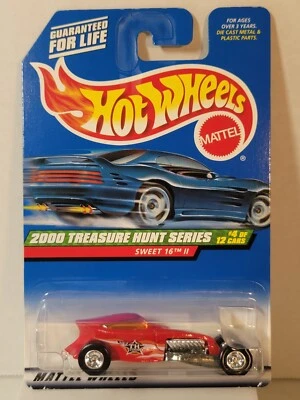 GUARANTEED
FOR LIFE
FOR AGES
OVER 3 YEARS.
DIE CAST METAL &
PLASTIC PARTS.
HOT WHEELS
MATTEL
®
2000 TREASURE HUNT SERIES
#4 OF
12 CARS
SWEET 16™ II